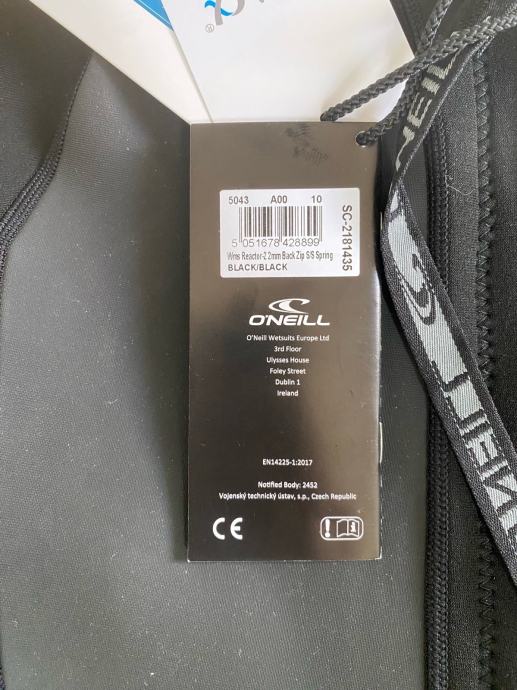 5043 A00 10
5 051678 428899
Wms Reactor-2 2mm Back Zip S/S Spring
BLACK/BLACK
SC-2181435
O'NEILL
O'Neill Wetsuits Europe Ltd
3rd Floor
Ulysses House
Foley Street
Dublin 1
Ireland
EN14225-1:2017
Notified Body: 2452
Vojenský technický ústav, s.p., Czech Republic
CE
O'NEILL